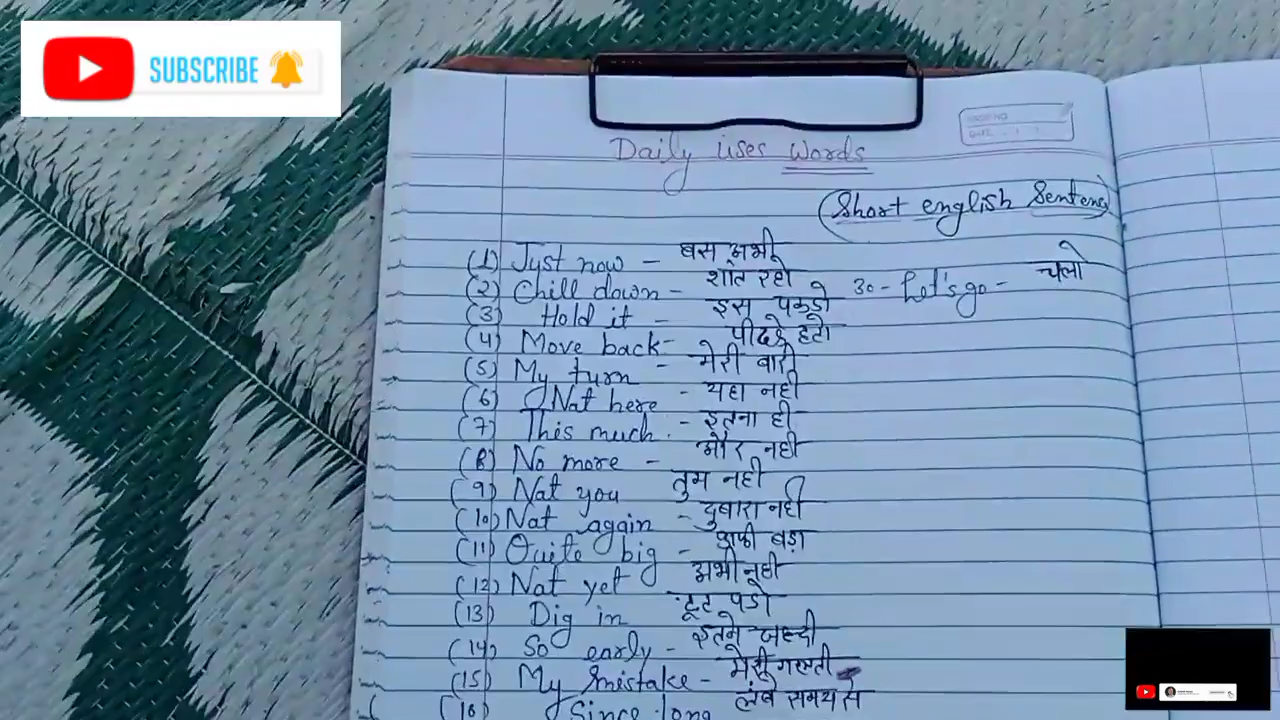 SUBSCRIBE
Daily uses Words
(Short english Sentence)
(1) Just now - बस अभी
(2) Chill down - शांत रहो
30 - Let's go - चलो
(3) Hold it - इस पकडो
(4) Move back - पीछे हटो
(5) My turn - मेरी बारी
(6) Nat here - यहा नही
(7) This much - इतना ही
(8) No more - और नही
(9) Nat you तुम नही
(10) Nat again - दुबारा नही
(11) Quite big - काफी बड़ा
(12) Nat yet अभी नही
(13) Dig in टूट पडो
(14) So early - इतने जल्दी
(15) My mistake - मेरी गलती
(16) Since long लंबे समय से